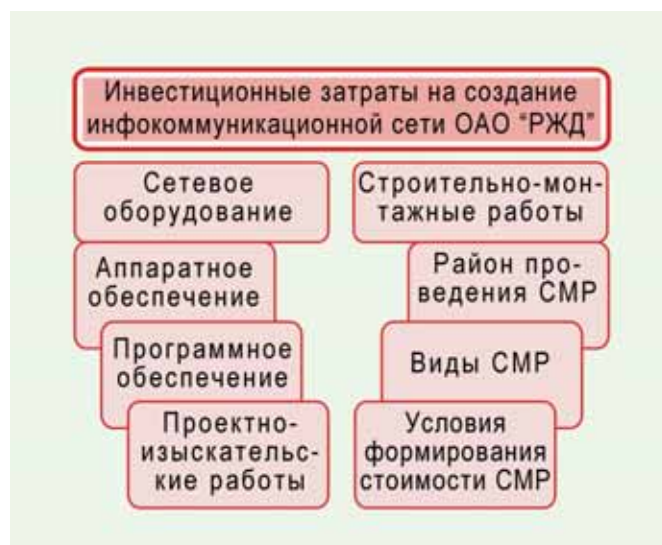 Инвестиционные затраты на создание
инфокоммуникационной сети ОАО “РЖД”
Сетевое
оборудование
Аппаратное
обеспечение
Программное
обеспечение
Проектно-
изыскательс-
кие работы
Строительно-мон-
тажные работы
Район про-
ведения СМР
Виды СМР
Условия
формирования
стоимости СМР